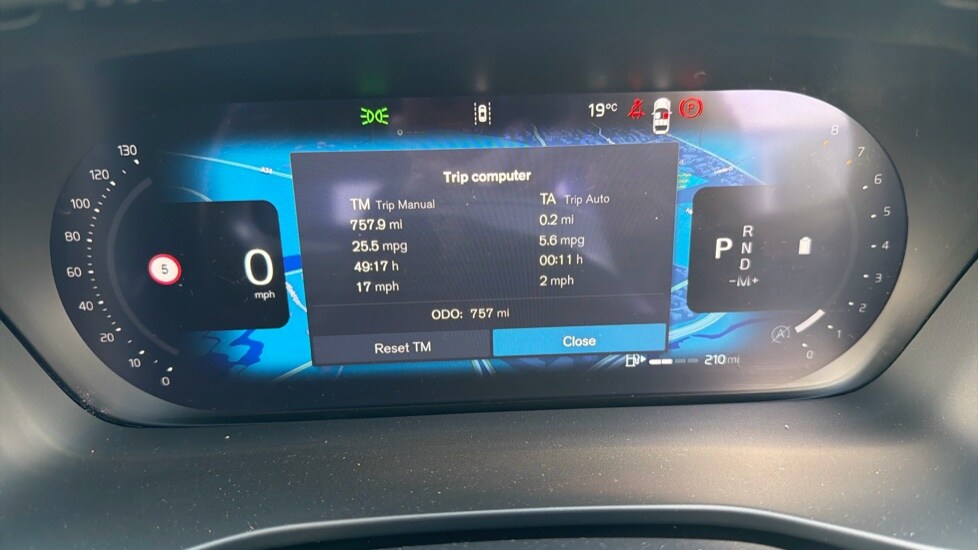 19°C
P
Trip computer
TM Trip Manual
757.9 mi
25.5 mpg
49:17 h
17 mph
TA Trip Auto
0.2 mi
5.6 mpg
00:11 h
2 mph
ODO: 757 mi
Reset TM
Close
130
120
100
80
60
40
20
10
0
5
0
mph
P
R
N
D
-M+
8
7
6
5
4
3
2
1
0
A
210 mi